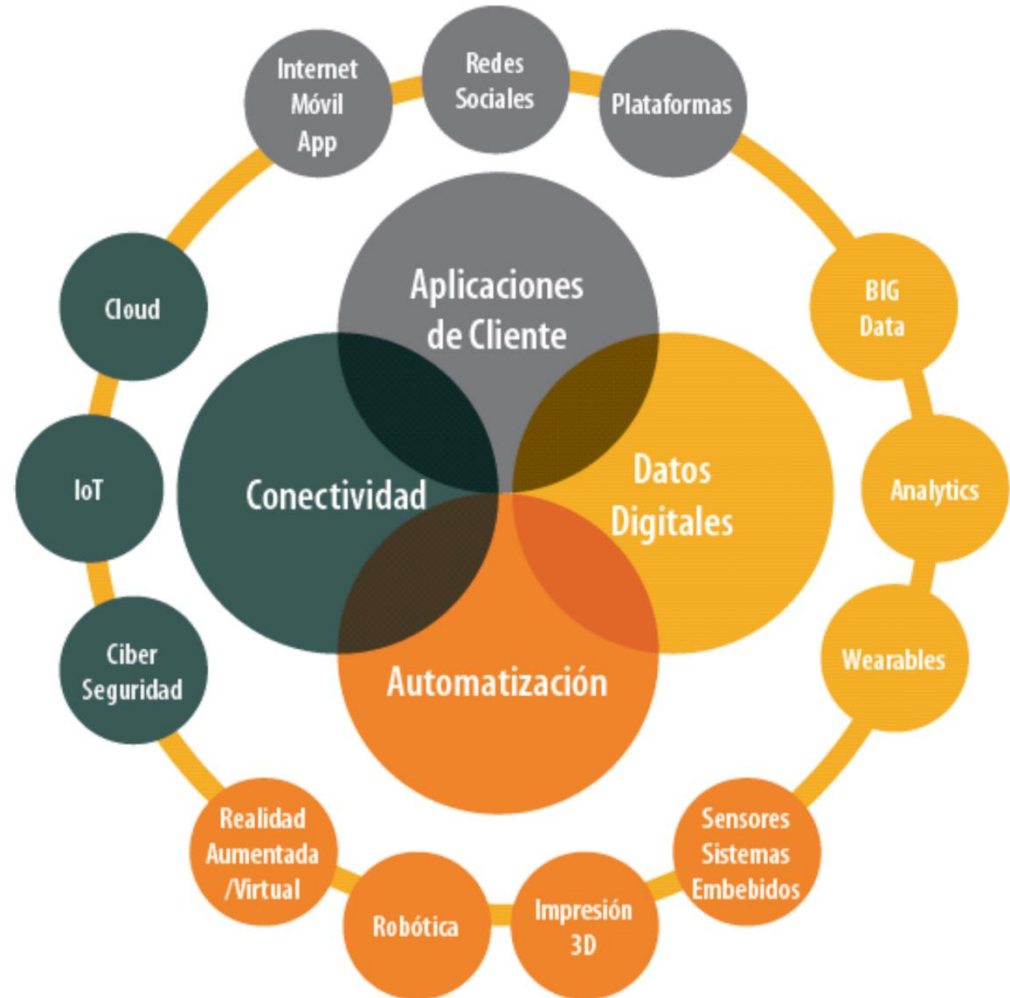 Internet
Móvil
App
Redes
Sociales
Plataformas
Cloud
Aplicaciones
de Cliente
BIG
Data
IoT
Conectividad
Datos
Digitales
Analytics
Ciber
Seguridad
Automatización
Wearables
Realidad
Aumentada
/Virtual
Robótica
Impresión
3D
Sensores
Sistemas
Embebidos